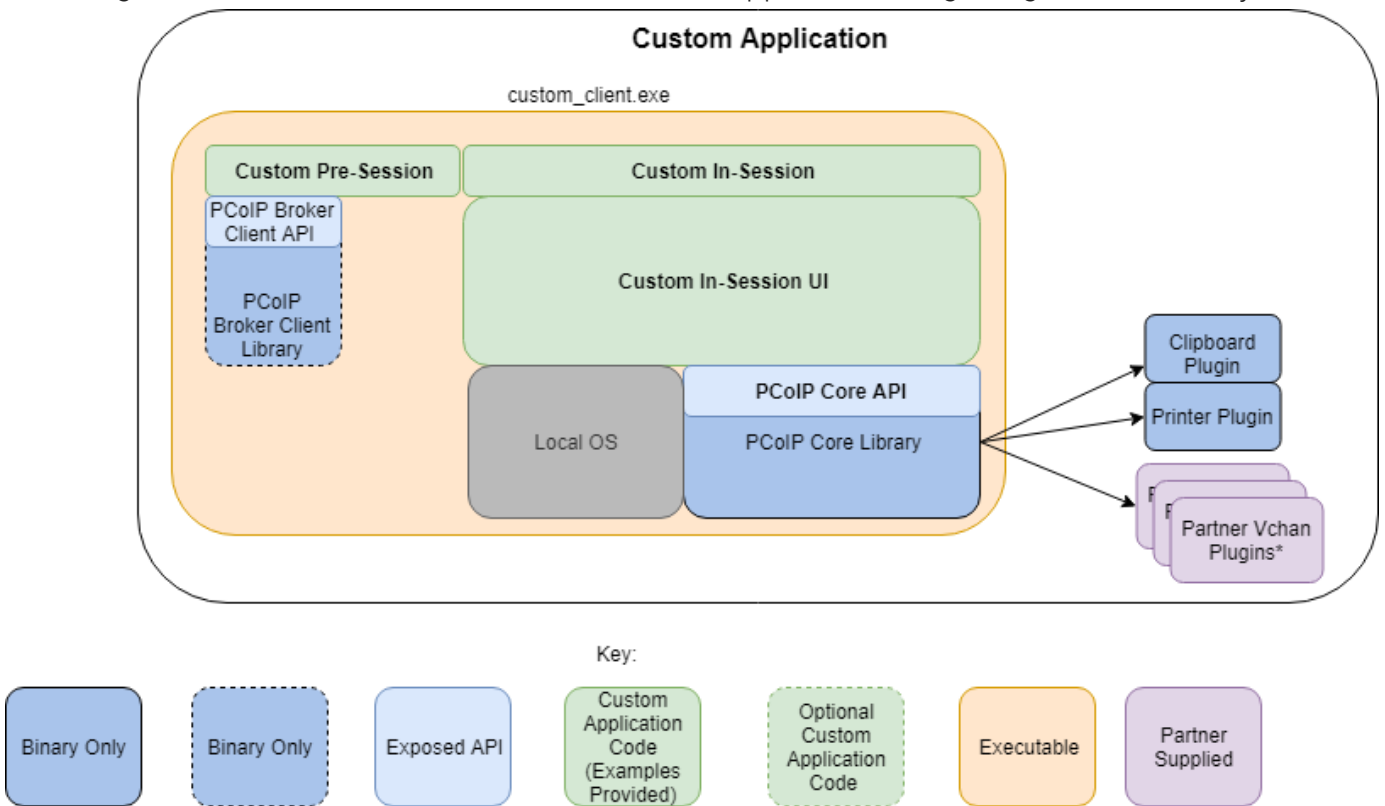 Custom Application
custom_client.exe
Custom Pre-Session
Custom In-Session
PCoIP Broker
Client API
PCoIP
Broker Client
Library
Custom In-Session UI
Local OS
PCoIP Core API
PCoIP Core Library
Clipboard
Plugin
Printer Plugin
Partner Vchan
Plugins*
Key:
Binary Only
Binary Only
Exposed API
Custom
Application
Code
(Examples
Provided)
Optional
Custom
Application
Code
Executable
Partner
Supplied